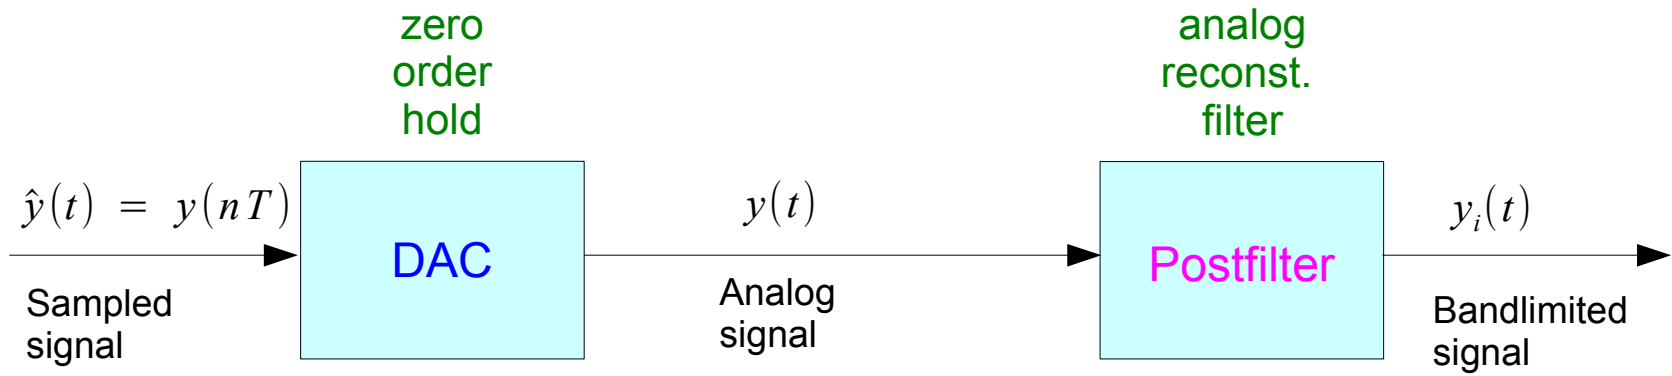 zero
order
hold
analog
reconst.
filter
ŷ(t) = y(nT)
DAC
y(t)
Postfilter
yᵢ(t)
Sampled
signal
Analog
signal
Bandlimited
signal